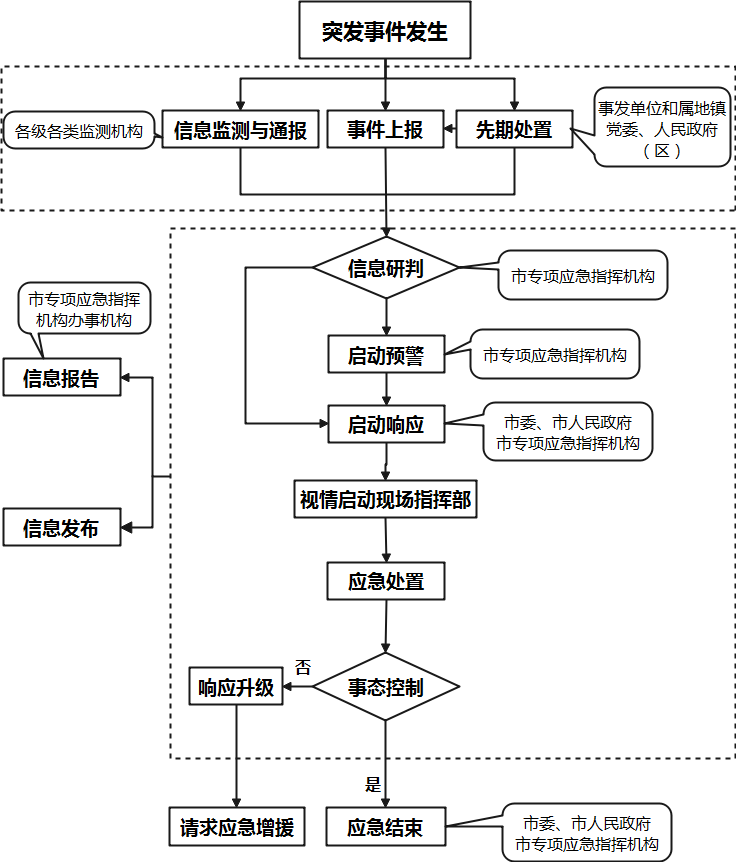 突发事件发生
各级各类监测机构
信息监测与通报
事件上报
先期处置
事发单位和属地镇
党委、人民政府
（区）
信息研判
市专项应急指挥机构
市专项应急指挥
机构办事机构
启动预警
市专项应急指挥机构
信息报告
启动响应
市委、市人民政府
市专项应急指挥机构
视情启动现场指挥部
信息发布
应急处置
否
响应升级
事态控制
是
请求应急增援
应急结束
市委、市人民政府
市专项应急指挥机构